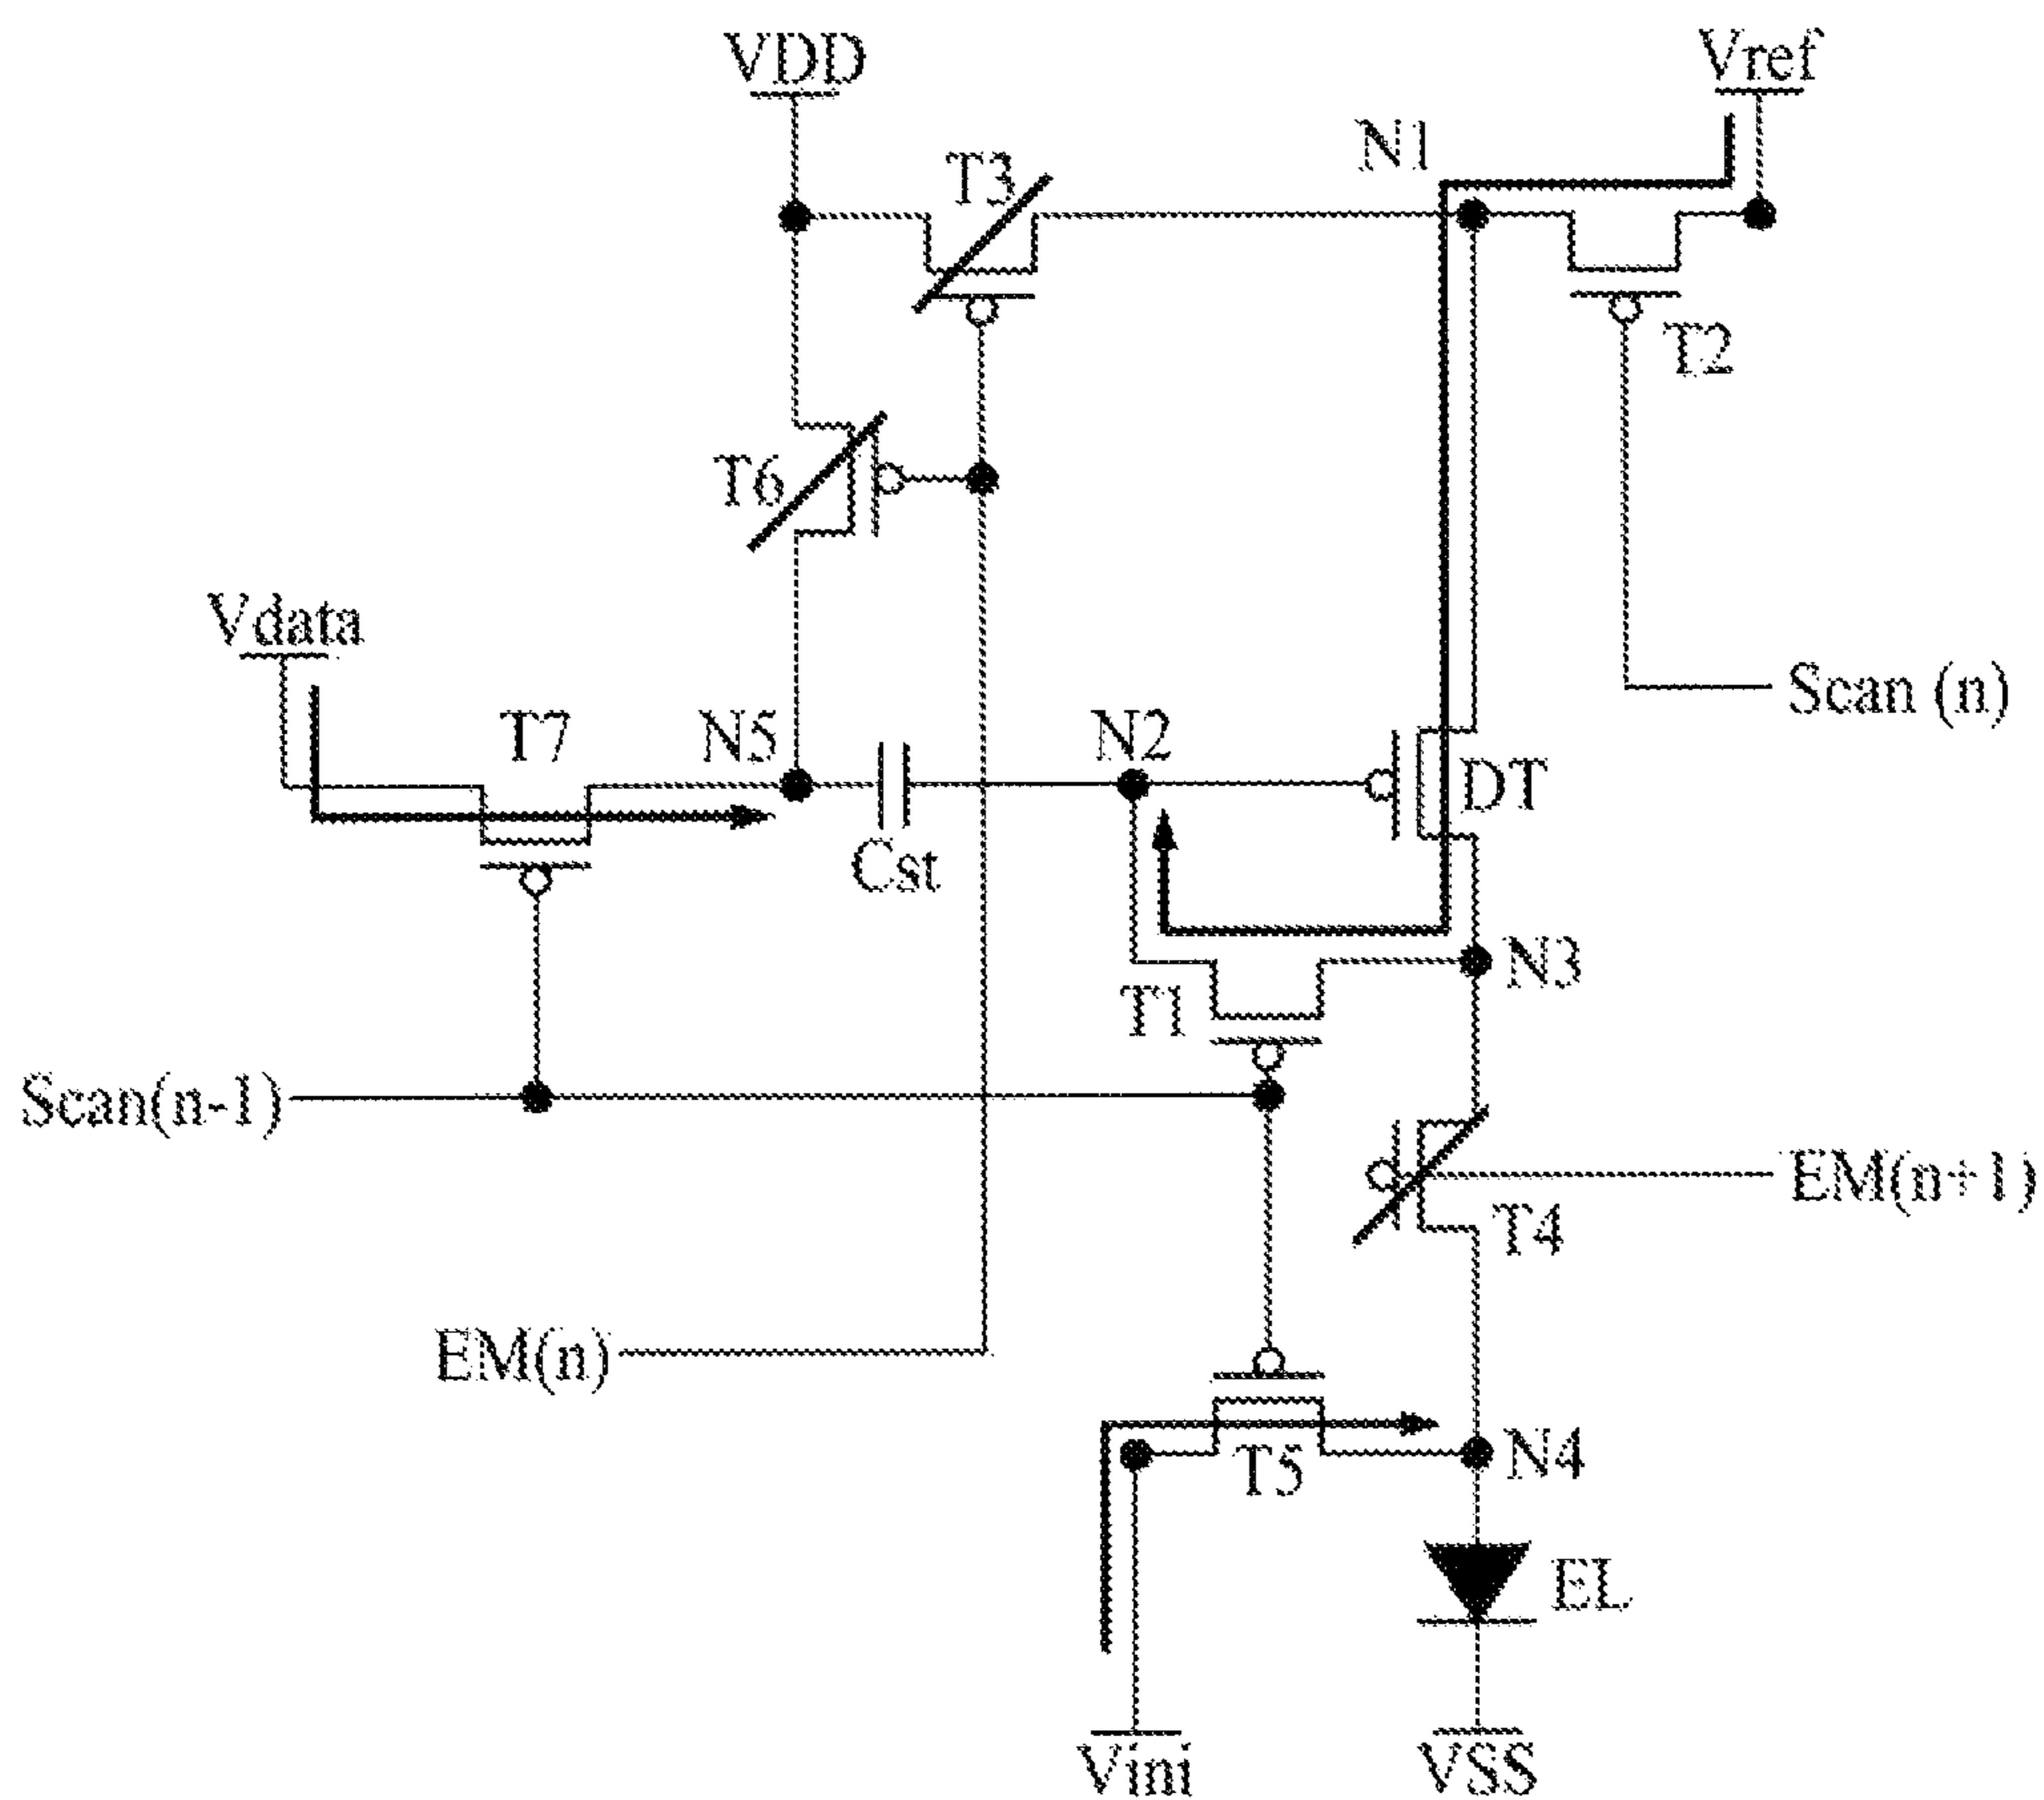 VDD
Vref
N1
T3
T2
T6
Vdata
Scan (n)
T7
N5
N2
DT
Cst
N3
T1
Scan(n-1)
EM(n+1)
T4
EM(n)
N4
T5
EL
Vini
VSS